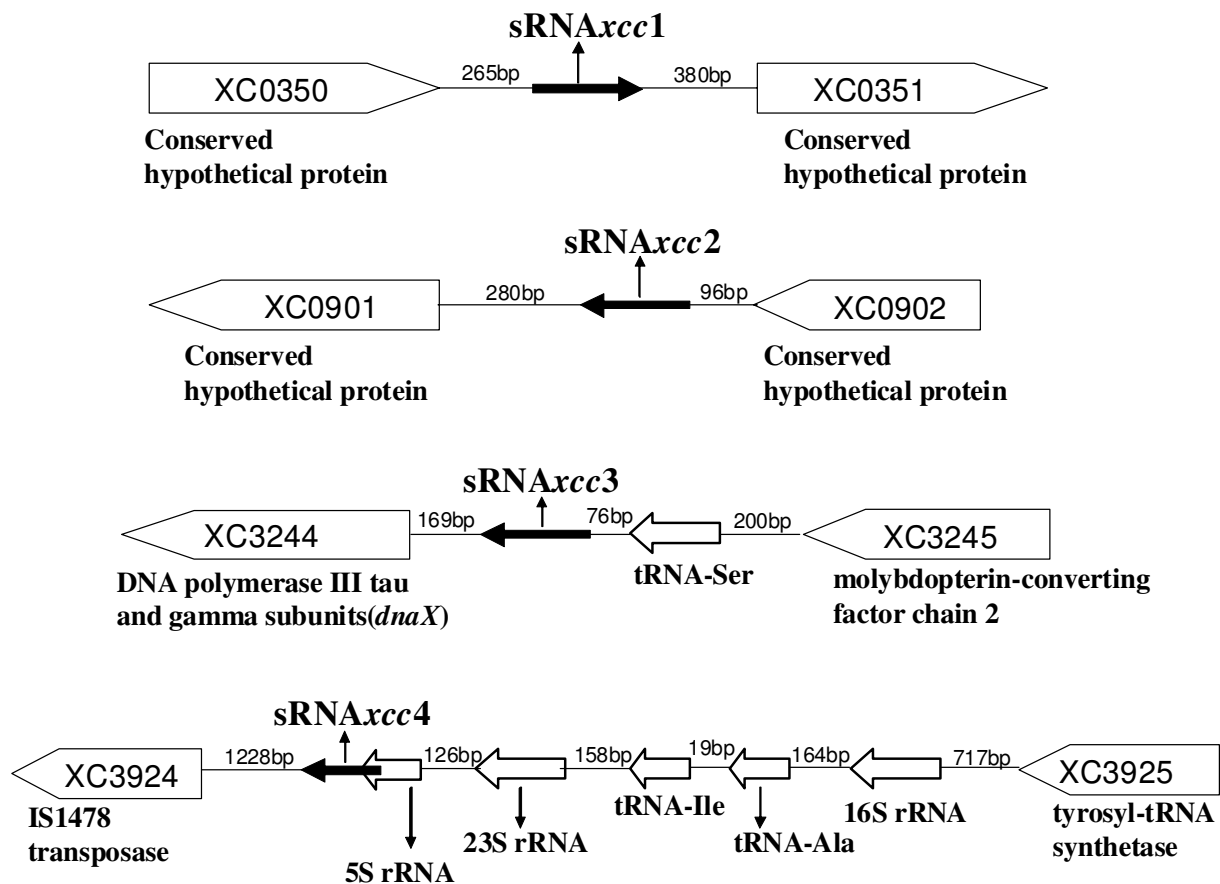 sRNAxcc1
XC0350 265bp 380bp XC0351
Conserved
hypothetical protein
Conserved
hypothetical protein
sRNAxcc2
XC0901 280bp 96bp XC0902
Conserved
hypothetical protein
Conserved
hypothetical protein
sRNAxcc3
XC3244 169bp 76bp 200bp XC3245
tRNA-Ser
DNA polymerase III tau
and gamma subunits(dnaX)
molybdopterin-converting
factor chain 2
sRNAxcc4
XC3924 1228bp 126bp 158bp 19bp 164bp 717bp XC3925
IS1478
transposase
5S rRNA
23S rRNA
tRNA-Ile
tRNA-Ala
16S rRNA
tyrosyl-tRNA
synthetase